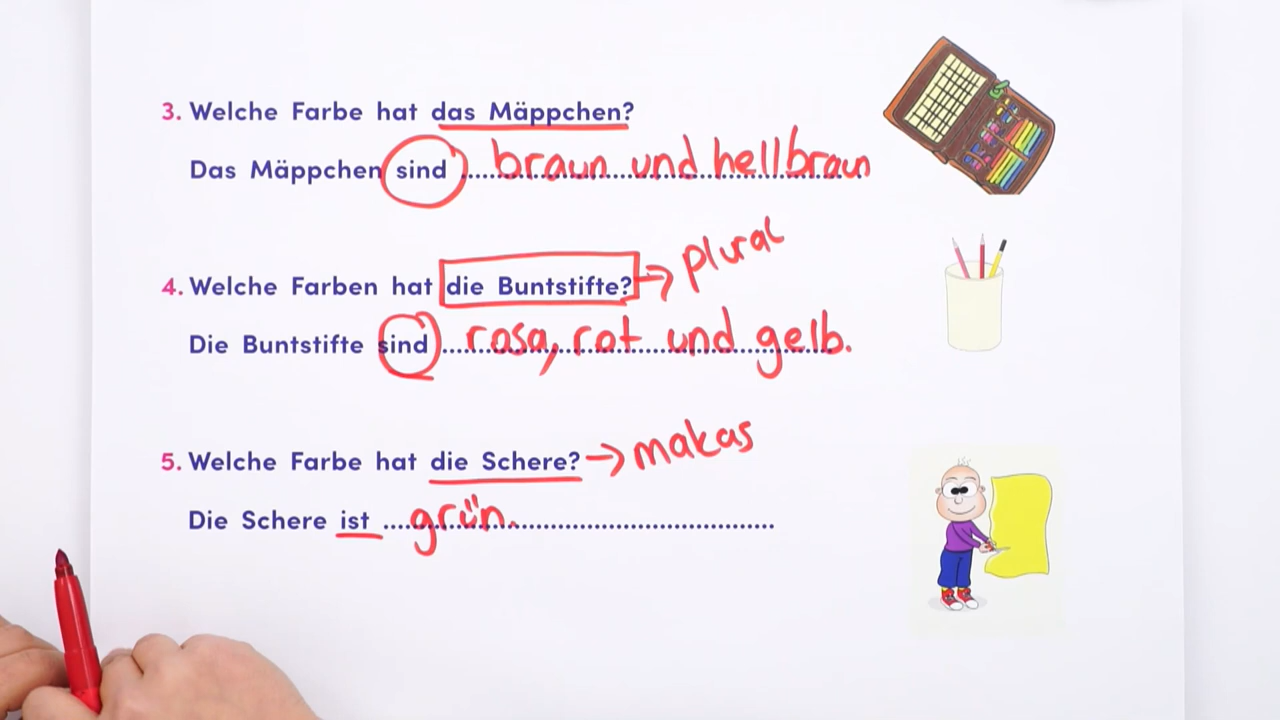 3. Welche Farbe hat das Mäppchen?
Das Mäppchen sind braun und hellbraun
4. Welche Farben hat die Buntstifte? → plural
Die Buntstifte sind rosa, rot und gelb.
5. Welche Farbe hat die Schere? → makas
Die Schere ist grün.